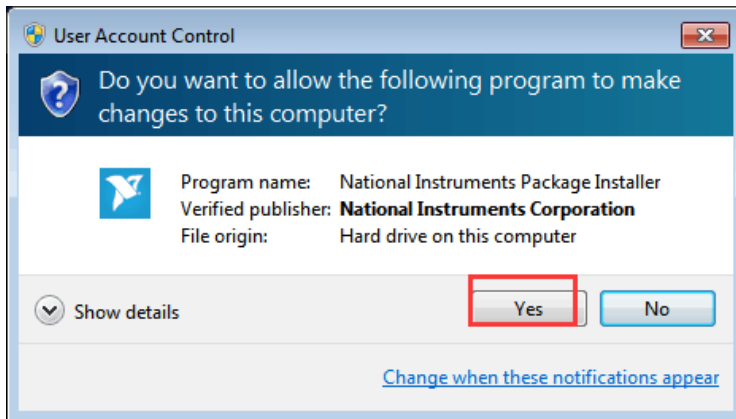 User Account Control
Do you want to allow the following program to make
changes to this computer?
Program name: National Instruments Package Installer
Verified publisher: National Instruments Corporation
File origin: Hard drive on this computer
Show details Yes No
Change when these notifications appear